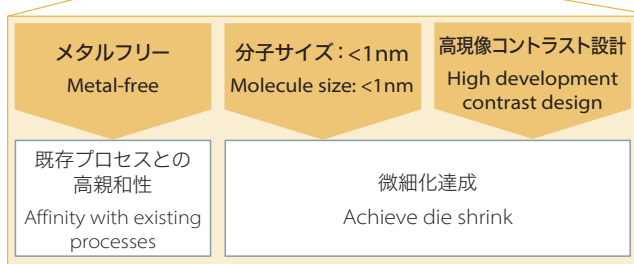 メタルフリー
Metal-free
分子サイズ：<1nm
Molecule size: <1nm
高現像コントラスト設計
High development
contrast design
既存プロセスとの
高親和性
Affinity with existing
processes
微細化達成
Achieve die shrink